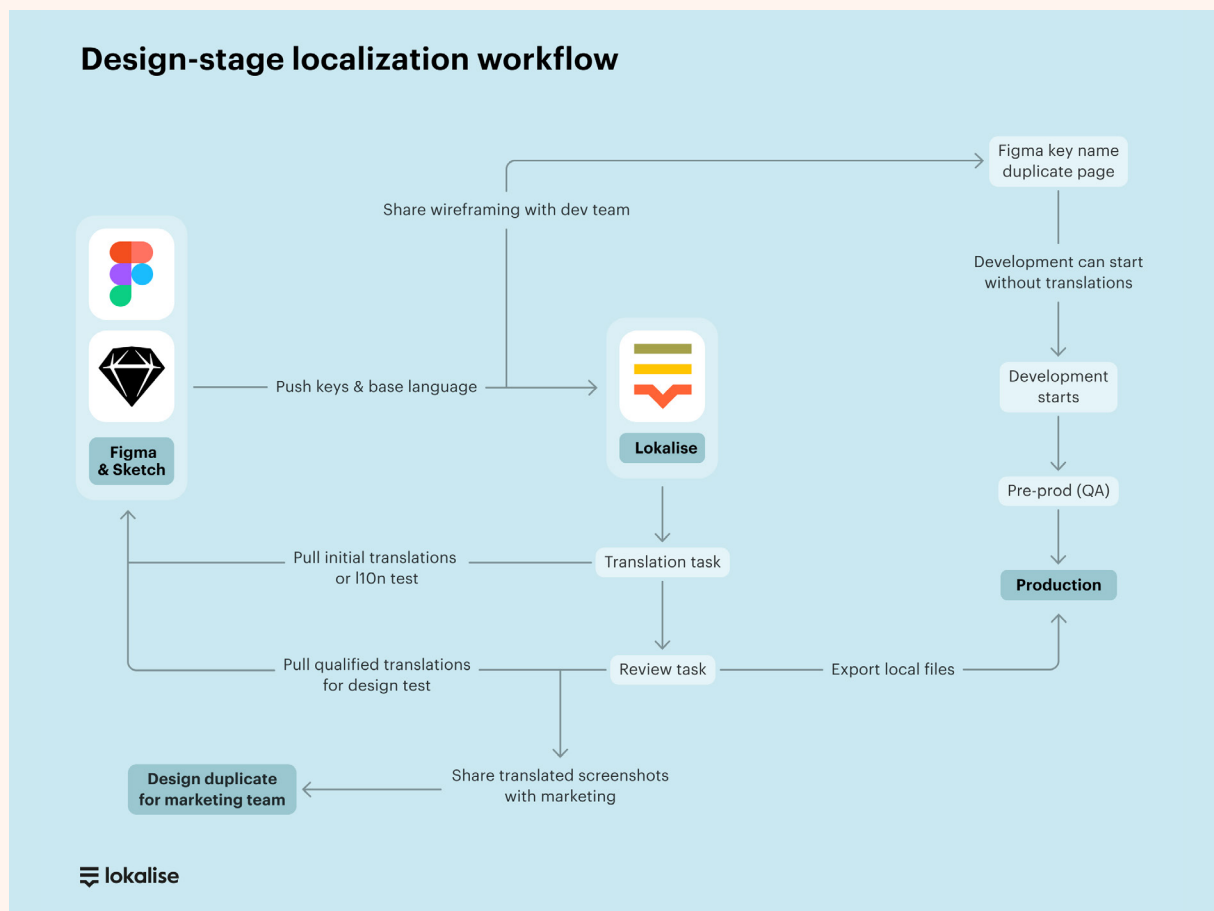 Design-stage localization workflow
Figma key name
duplicate page
Share wireframing with dev team
Development can start
without translations
Development
starts
Push keys & base language
Figma
& Sketch
Lokalise
Pre-prod (QA)
Pull initial translations
or l10n test
Translation task
Production
Pull qualified translations
for design test
Review task
Export local files
Share translated screenshots
with marketing
Design duplicate
for marketing team
lokalise